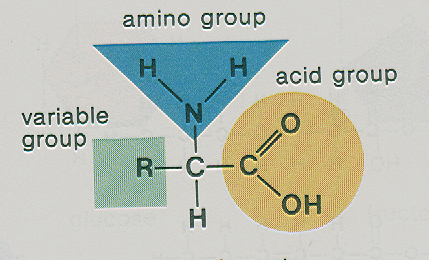 amino group
H H
acid group
N
O
variable
group
R-C-C
OH
H